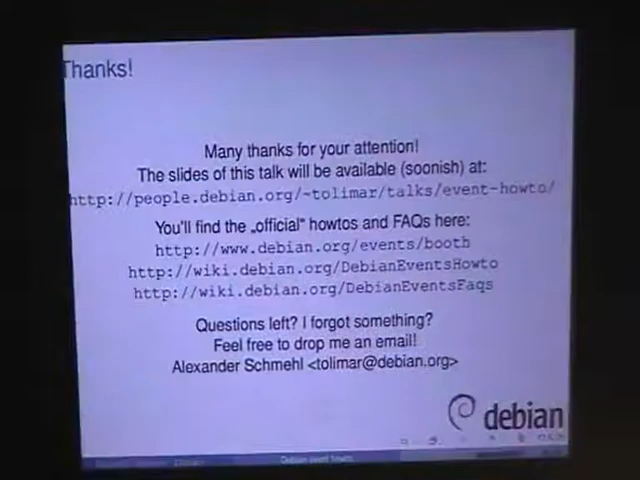 Thanks!
Many thanks for your attention!
The slides of this talk will be available (soonish) at:
http://people.debian.org/~tolimar/talks/event-howto/
You'll find the „official“ howtos and FAQs here:
http://www.debian.org/events/booth
http://wiki.debian.org/DebianEventsHowto
http://wiki.debian.org/DebianEventsFaqs
Questions left? I forgot something?
Feel free to drop me an email!
Alexander Schmehl <tolimar@debian.org>
debian
Debian event howto